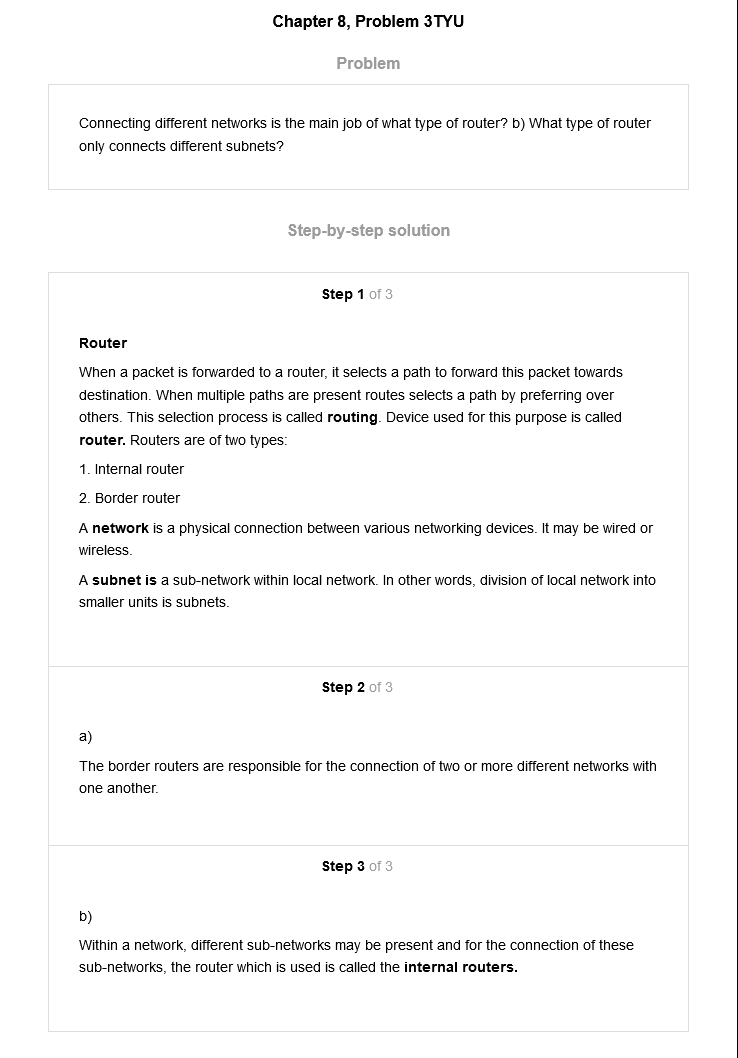 Chapter 8, Problem 3TYU
Problem
Connecting different networks is the main job of what type of router? b) What type of router
only connects different subnets?
Step-by-step solution
Step 1 of 3
Router
When a packet is forwarded to a router, it selects a path to forward this packet towards
destination. When multiple paths are present routes selects a path by preferring over
others. This selection process is called routing. Device used for this purpose is called
router. Routers are of two types:
1. Internal router
2. Border router
A network is a physical connection between various networking devices. It may be wired or
wireless.
A subnet is a sub-network within local network. In other words, division of local network into
smaller units is subnets.
Step 2 of 3
a)
The border routers are responsible for the connection of two or more different networks with
one another.
Step 3 of 3
b)
Within a network, different sub-networks may be present and for the connection of these
sub-networks, the router which is used is called the internal routers.